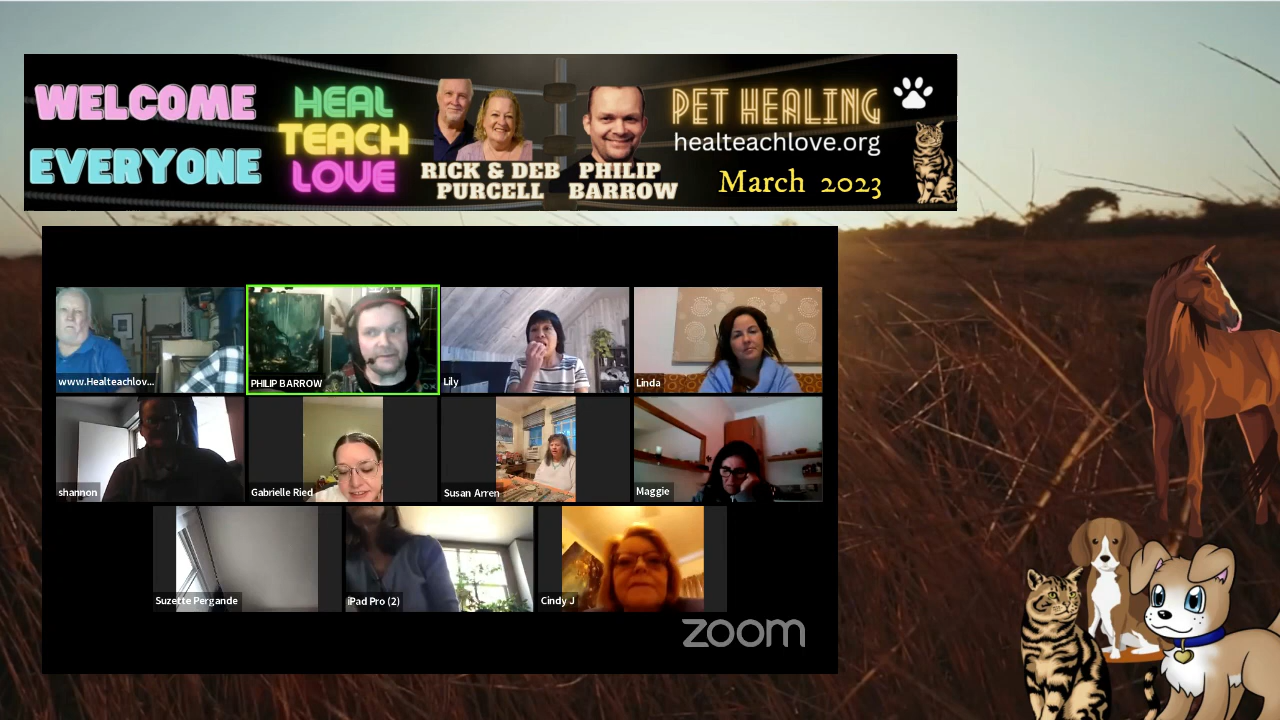 WELCOME
EVERYONE
HEAL
TEACH
LOVE
RICK & DEB
PURCELL
PHILIP
BARROW
PET HEALING
healteachlove.org
March 2023
www.Healteachlov...
PHILIP BARROW
Lily
Linda
shannon
Gabrielle Ried
Susan Arren
Maggie
Suzette Pergande
iPad Pro (2)
Cindy J
zoom